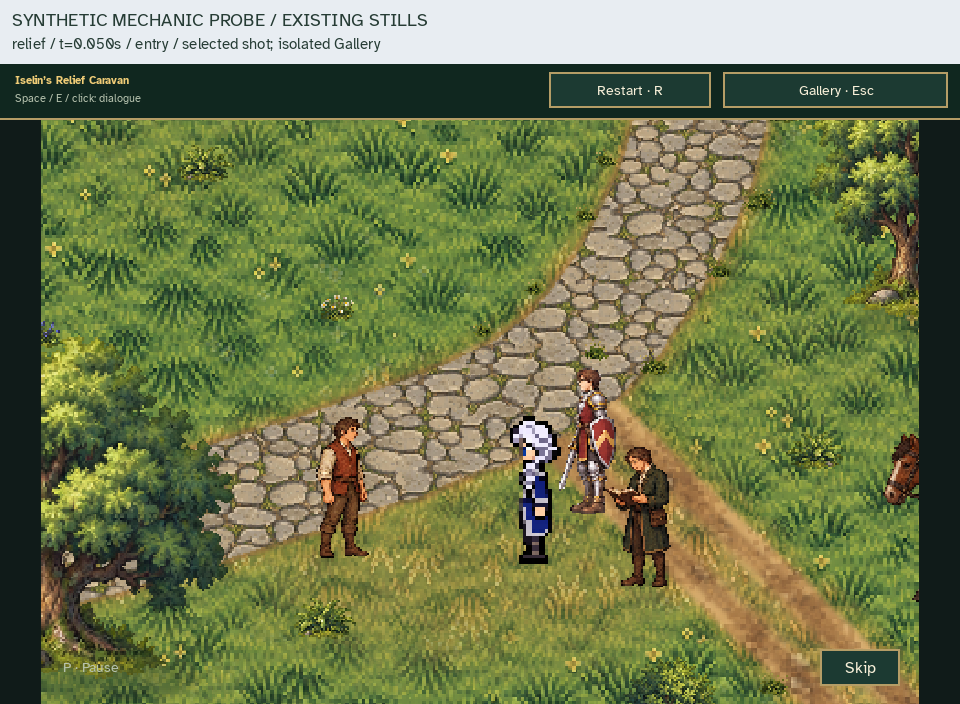 SYNTHETIC MECHANIC PROBE / EXISTING STILLS
relief / t=0.050s / entry / selected shot; isolated Gallery
Iselin's Relief Caravan
Space / E / click: dialogue
Restart · R
Gallery · Esc
P · Pause
Skip